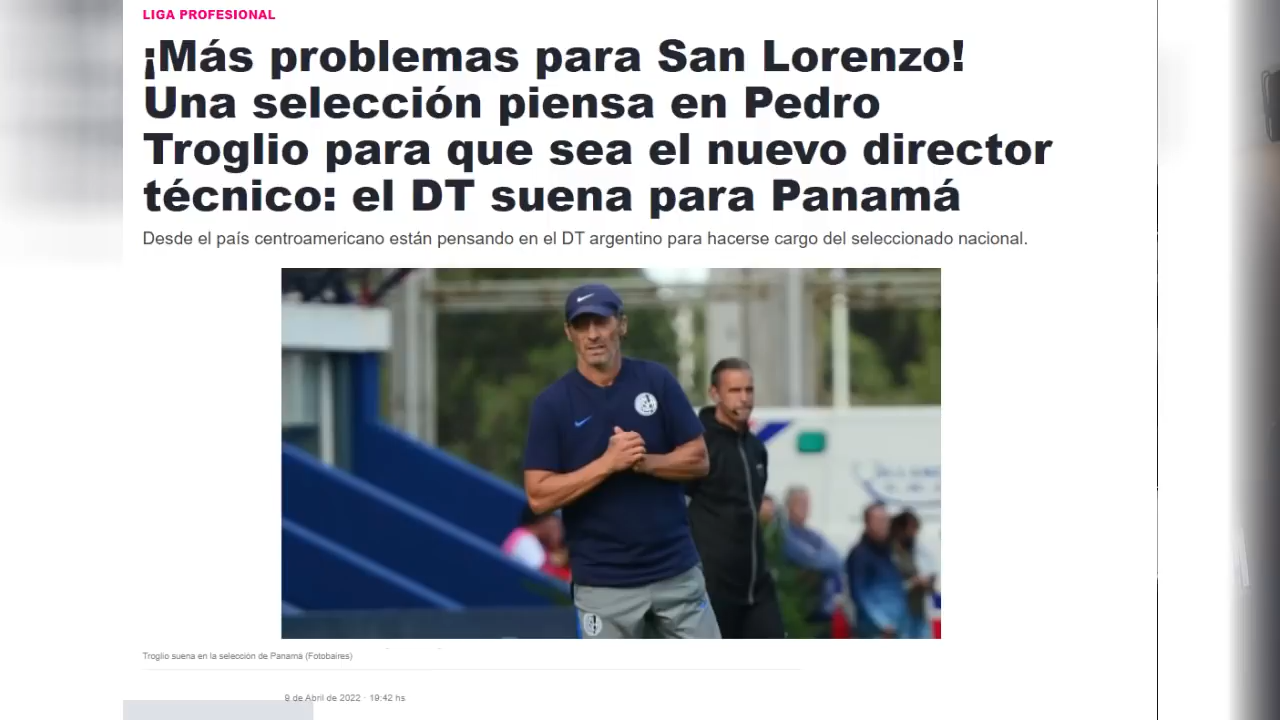 LIGA PROFESIONAL
¡Más problemas para San Lorenzo!
Una selección piensa en Pedro
Troglio para que sea el nuevo director
técnico: el DT suena para Panamá
Desde el país centroamericano están pensando en el DT argentino para hacerse cargo del seleccionado nacional.
Troglio suena en la selección de Panamá (Fotobaires)
9 de Abril de 2022 · 19:42 hs